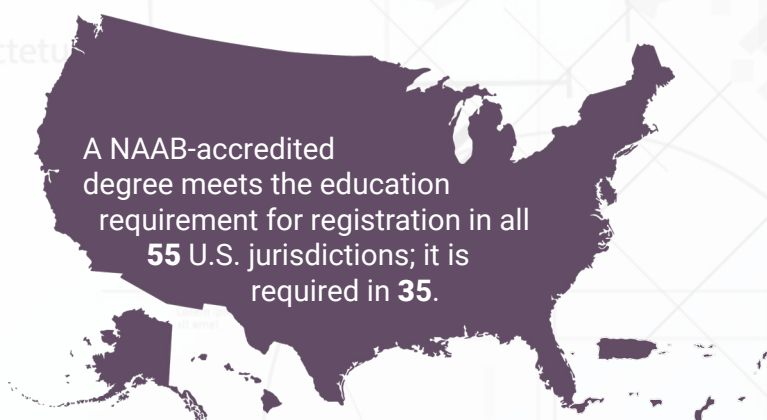 A NAAB-accredited
degree meets the education
requirement for registration in all
55 U.S. jurisdictions; it is
required in 35.